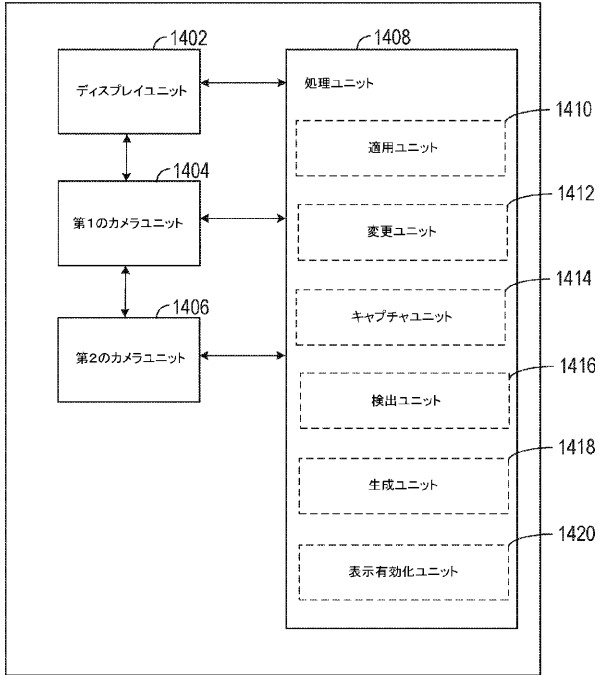 1402
ディスプレイユニット
1404
第1のカメラユニット
1406
第2のカメラユニット
1408
処理ユニット
1410
適用ユニット
1412
変更ユニット
1414
キャプチャユニット
1416
検出ユニット
1418
生成ユニット
1420
表示有効化ユニット